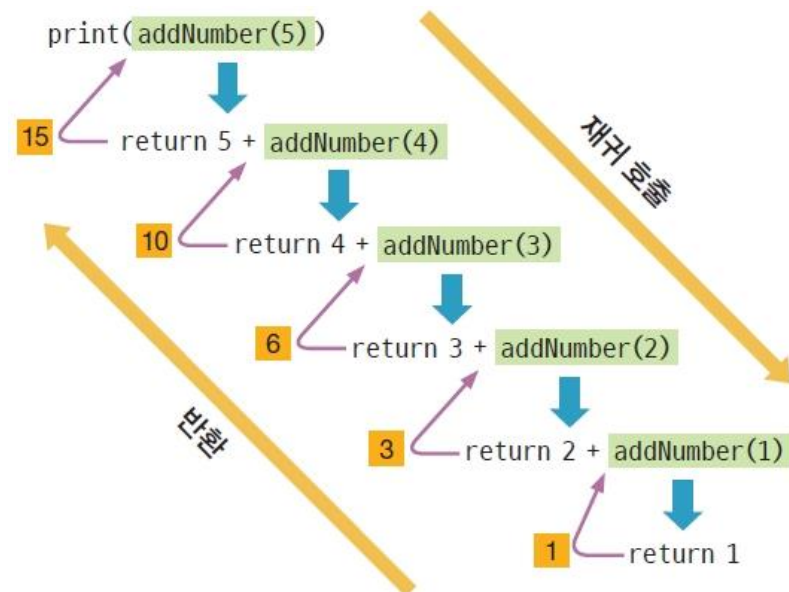 print(addNumber(5))
재귀 호출
15
return 5 + addNumber(4)
10
return 4 + addNumber(3)
6
return 3 + addNumber(2)
반환
3
return 2 + addNumber(1)
1
return 1